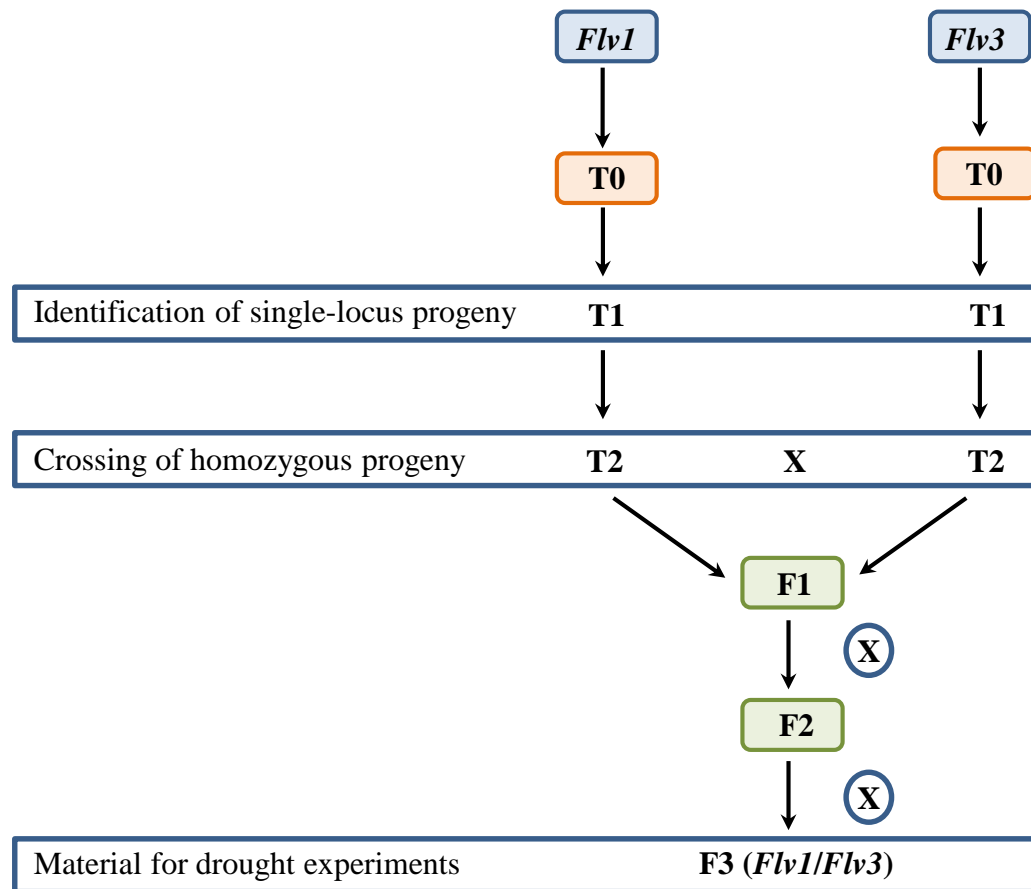 Flv1 Flv3
T0 T0
Identification of single-locus progeny T1 T1
Crossing of homozygous progeny T2 X T2
F1
X
F2
X
Material for drought experiments F3 (Flv1/Flv3)